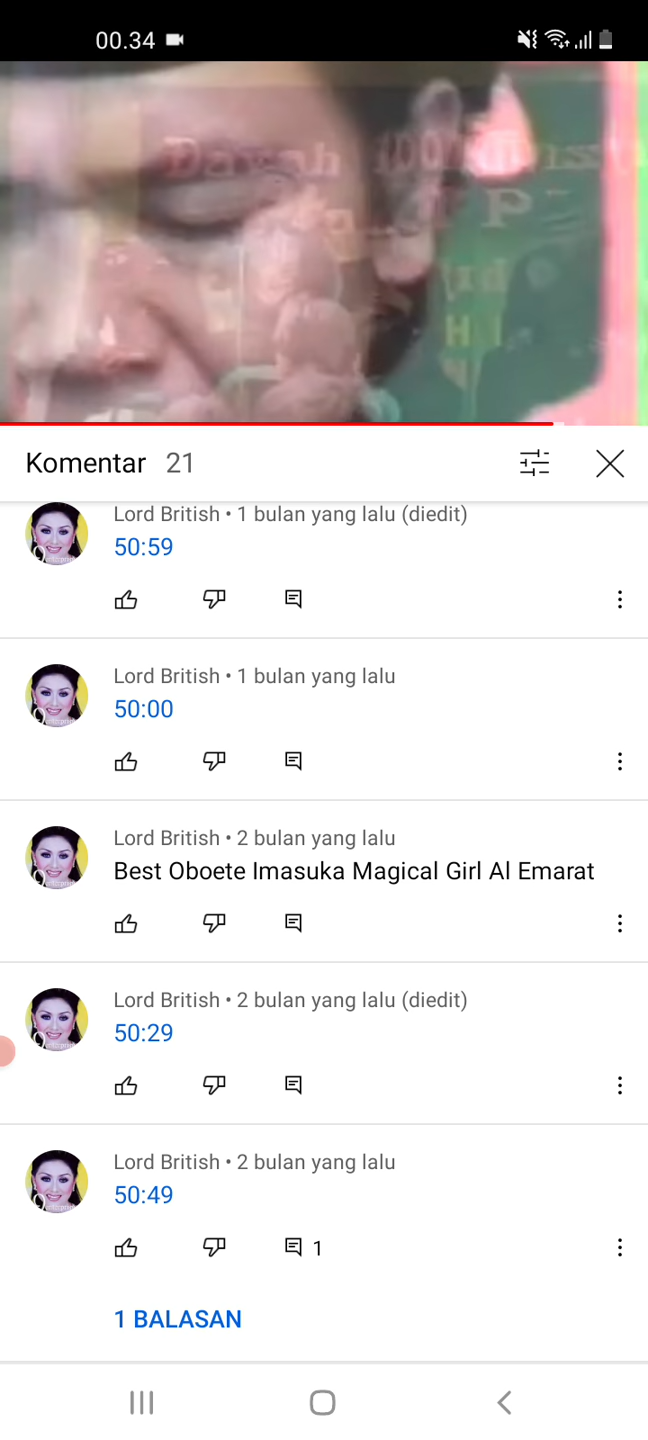 00.34
Dawah 100
P
Komentar 21
Lord British • 1 bulan yang lalu (diedit)
50:59
Lord British • 1 bulan yang lalu
50:00
Lord British • 2 bulan yang lalu
Best Oboete Imasuka Magical Girl Al Emarat
Lord British • 2 bulan yang lalu (diedit)
50:29
Lord British • 2 bulan yang lalu
50:49
1
1 BALASAN